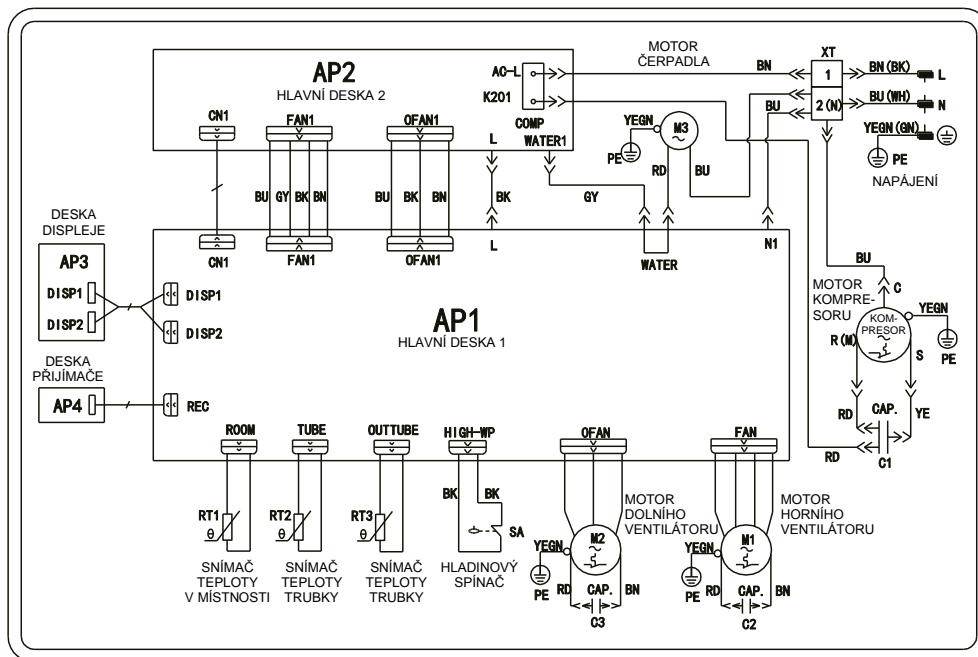 MOTOR
ČERPADLA
XT
AP2
HLAVNÍ DESKA 2
AC-L
K201
COMP
BN
1
BN(BK)
L
BU
2(N)
BU(WH)
N
YEGN(GN)
PE
NAPÁJENÍ
CN1
FAN1
OFAN1
L
WATER1
YEGN
M3
PE
RD
BU
BU GY BK BN
BU BK BN
BK
GY
DESKA
DISPLEJE
CN1
FAN1
OFAN1
L
WATER
N1
BU
AP3
DISP1
DISP2
DISP1
DISP2
AP1
HLAVNÍ DESKA 1
MOTOR
KOMPRE-
SORU
C
YEGN
KOM-
PRESOR
R(M)
S
PE
DESKA
PŘIJÍMAČE
AP4
REC
RD
CAP.
YE
RD
C1
ROOM
TUBE
OUTTUBE
HIGH-WP
OFAN
FAN
BK
BK
RT1
θ
RT2
θ
RT3
θ
SA
MOTOR
DOLNÍHO
VENTILÁTORU
MOTOR
HORNÍHO
VENTILÁTORU
YEGN
M2
YEGN
M1
SNÍMAČ
TEPLOTY
V MÍSTNOSTI
SNÍMAČ
TEPLOTY
TRUBKY
SNÍMAČ
TEPLOTY
TRUBKY
HLADINOVÝ
SPÍNAČ
PE
RD
CAP.
BN
C3
PE
RD
CAP.
BN
C2